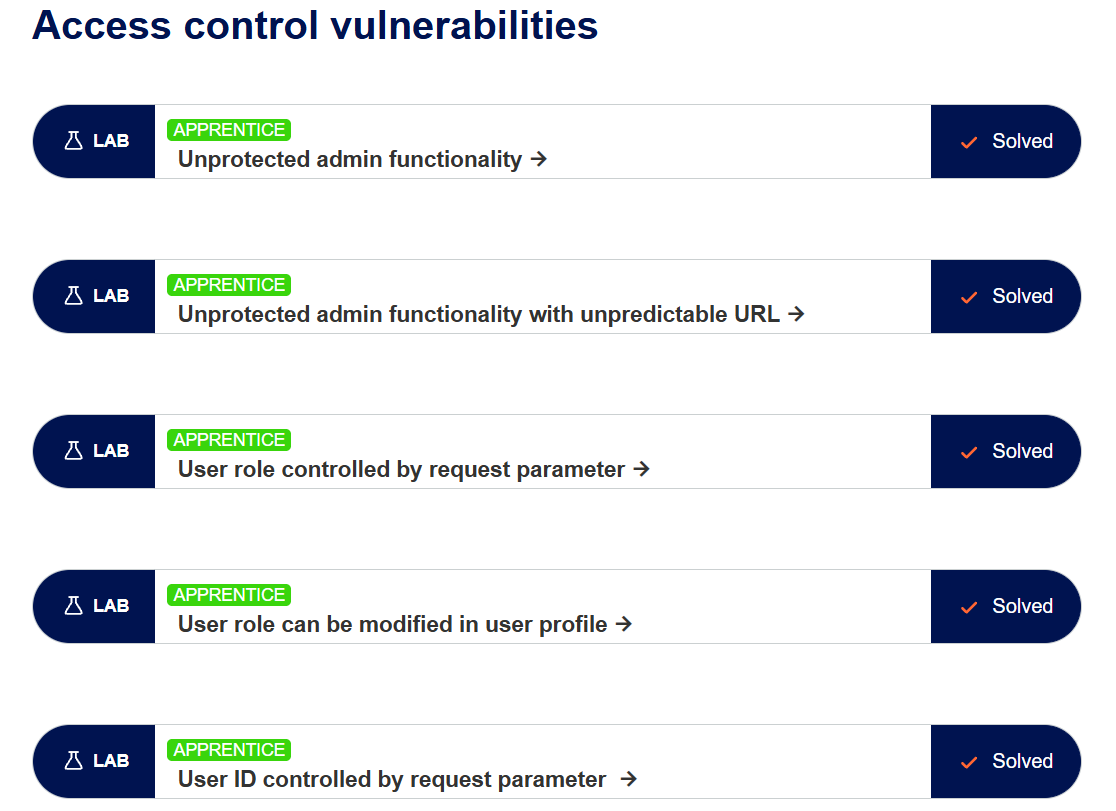 Access control vulnerabilities
LAB
APPRENTICE
Unprotected admin functionality →
Solved
LAB
APPRENTICE
Unprotected admin functionality with unpredictable URL →
Solved
LAB
APPRENTICE
User role controlled by request parameter →
Solved
LAB
APPRENTICE
User role can be modified in user profile →
Solved
LAB
APPRENTICE
User ID controlled by request parameter →
Solved